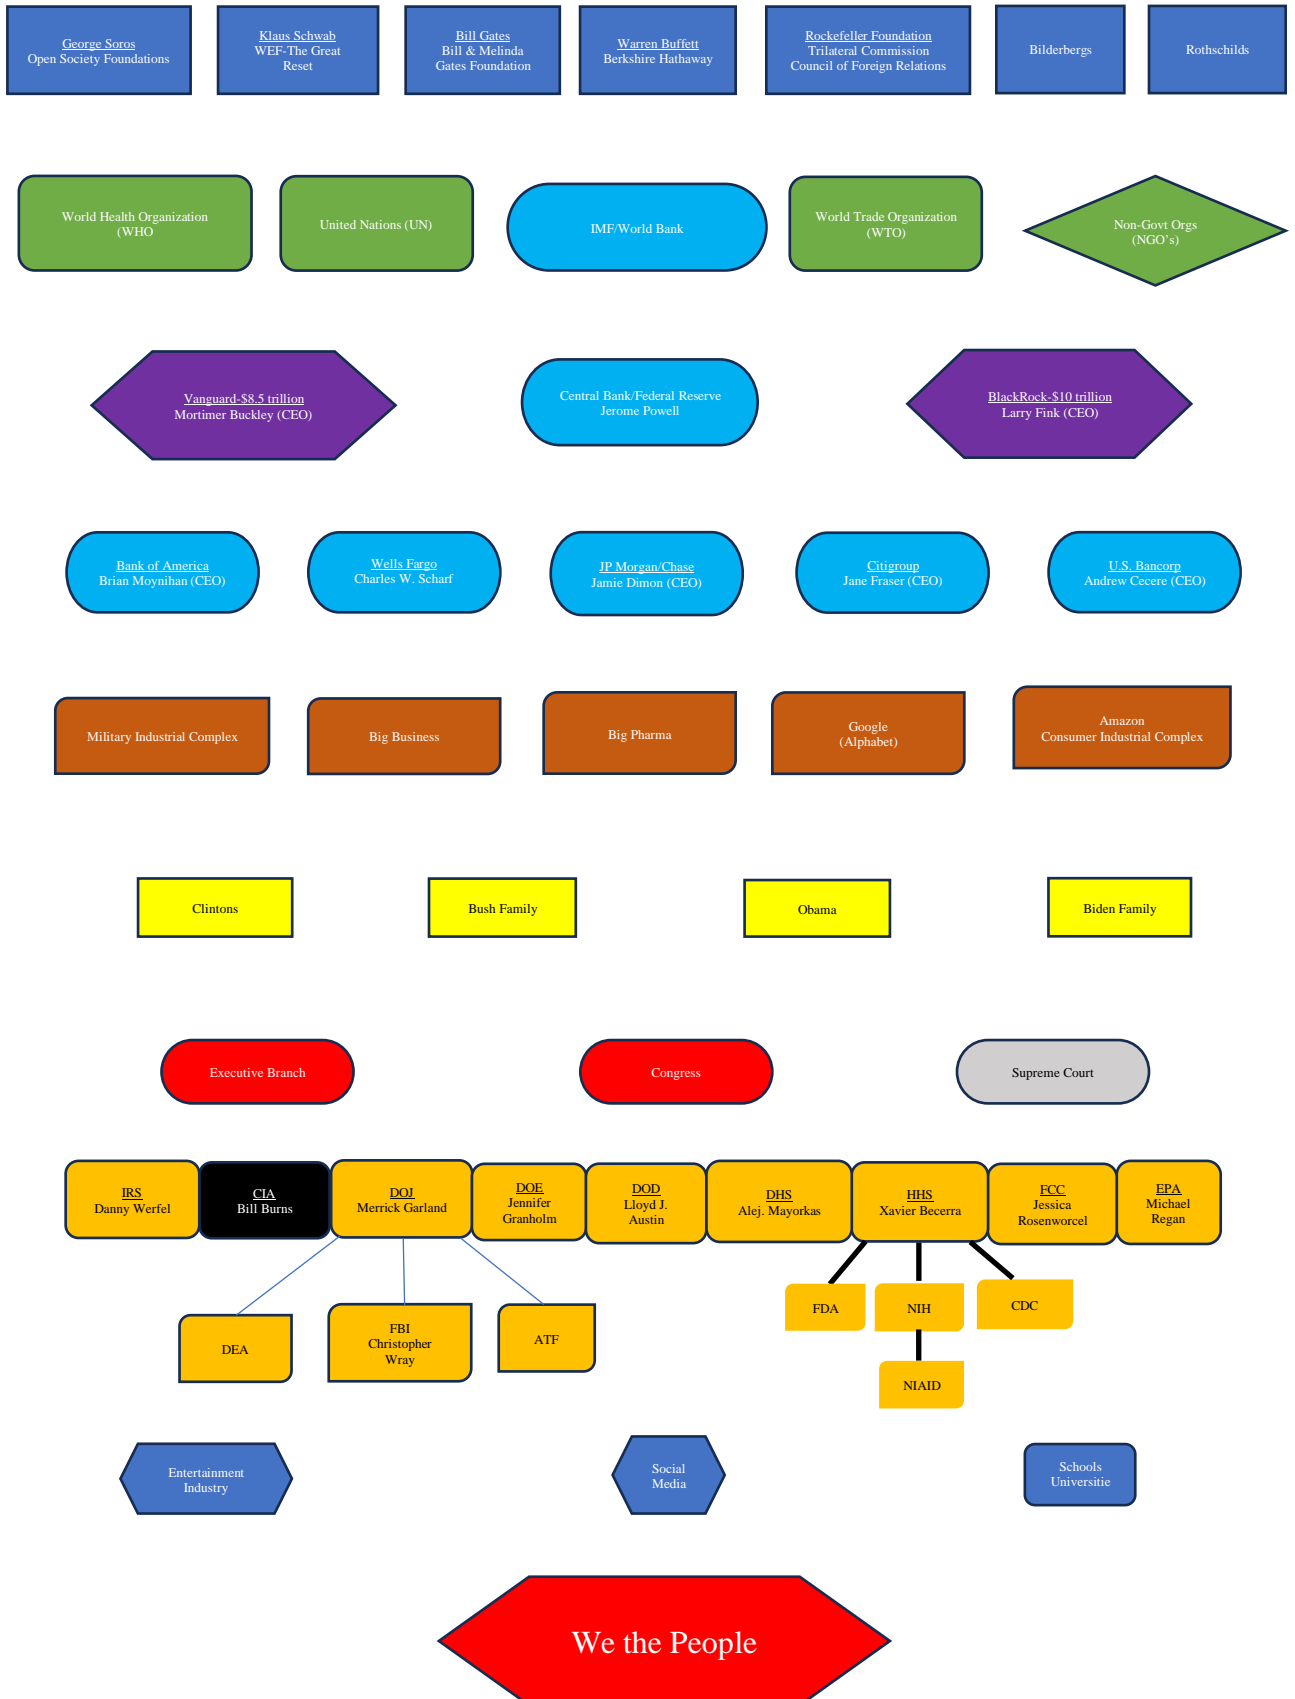 George Soros
Open Society Foundations
Klaus Schwab
WEF-The Great
Reset
Bill Gates
Bill & Melinda
Gates Foundation
Warren Buffett
Berkshire Hathaway
Rockefeller Foundation
Trilateral Commission
Council of Foreign Relations
Bilderbergs
Rothschilds
World Health Organization
(WHO
United Nations (UN)
IMF/World Bank
World Trade Organization
(WTO)
Non-Govt Orgs
(NGO's)
Vanguard-$8.5 trillion
Mortimer Buckley (CEO)
Central Bank/Federal Reserve
Jerome Powell
BlackRock-$10 trillion
Larry Fink (CEO)
Bank of America
Brian Moynihan (CEO)
Wells Fargo
Charles W. Scharf
JP Morgan/Chase
Jamie Dimon (CEO)
Citigroup
Jane Fraser (CEO)
U.S. Bancorp
Andrew Cecere (CEO)
Military Industrial Complex
Big Business
Big Pharma
Google
(Alphabet)
Amazon
Consumer Industrial Complex
Clintons
Bush Family
Obama
Biden Family
Executive Branch
Congress
Supreme Court
IRS
Danny Werfel
CIA
Bill Burns
DOJ
Merrick Garland
DOE
Jennifer
Granholm
DOD
Lloyd J.
Austin
DHS
Alej. Mayorkas
HHS
Xavier Becerra
FCC
Jessica
Rosenworcel
EPA
Michael
Regan
DEA
FBI
Christopher
Wray
ATF
FDA
NIH
CDC
NIAID
Entertainment
Industry
Social
Media
Schools
Universitie
We the People